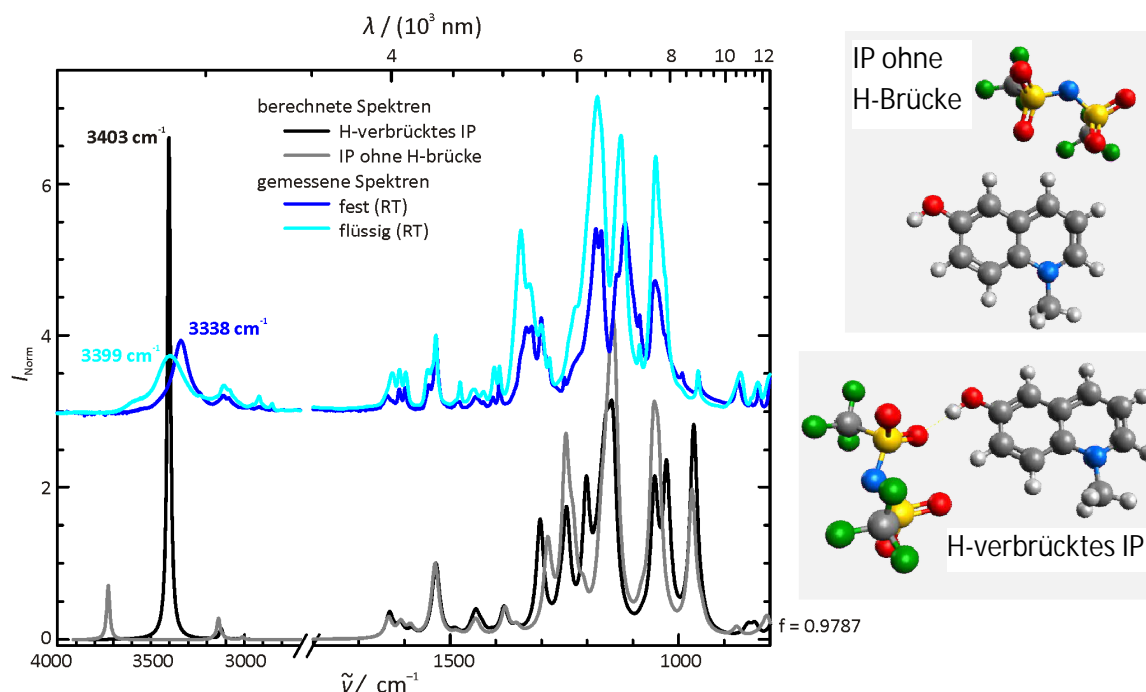 λ / (10³ nm)
4 6 8 10 12
berechnete Spektren
H-verbrücktes IP
IP ohne H-brücke
gemessene Spektren
fest (RT)
flüssig (RT)
3403 cm⁻¹
3338 cm⁻¹
3399 cm⁻¹
I_Norm
6
4
2
0
4000 3500 3000 1500 1000
ṽ / cm⁻¹
f = 0.9787
IP ohne
H-Brücke
H-verbrücktes IP